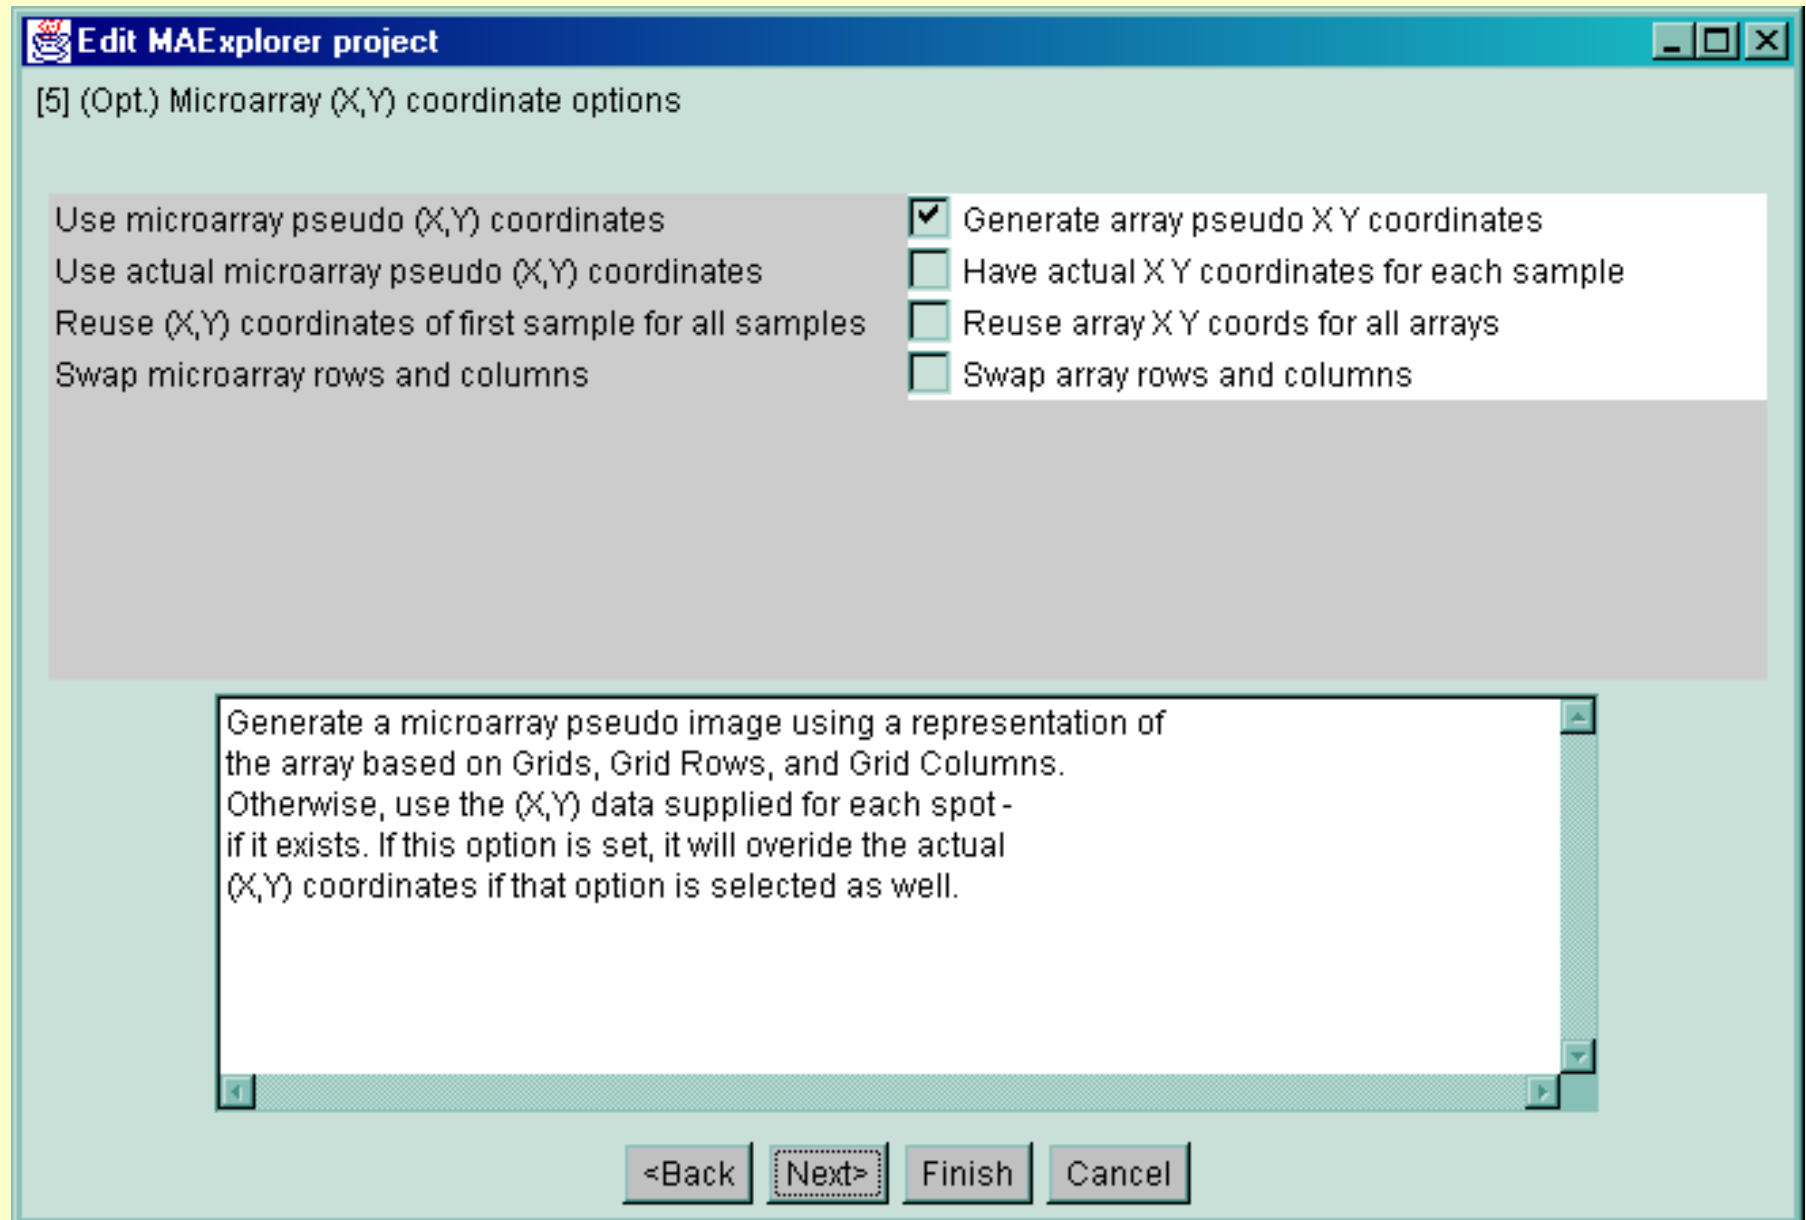 Edit MAExplorer project
[5] (Opt.) Microarray (X,Y) coordinate options
Use microarray pseudo (X,Y) coordinates Generate array pseudo X Y coordinates
Use actual microarray pseudo (X,Y) coordinates Have actual X Y coordinates for each sample
Reuse (X,Y) coordinates of first sample for all samples Reuse array X Y coords for all arrays
Swap microarray rows and columns Swap array rows and columns
Generate a microarray pseudo image using a representation of
the array based on Grids, Grid Rows, and Grid Columns.
Otherwise, use the (X,Y) data supplied for each spot -
if it exists. If this option is set, it will overide the actual
(X,Y) coordinates if that option is selected as well.
<Back Next> Finish Cancel